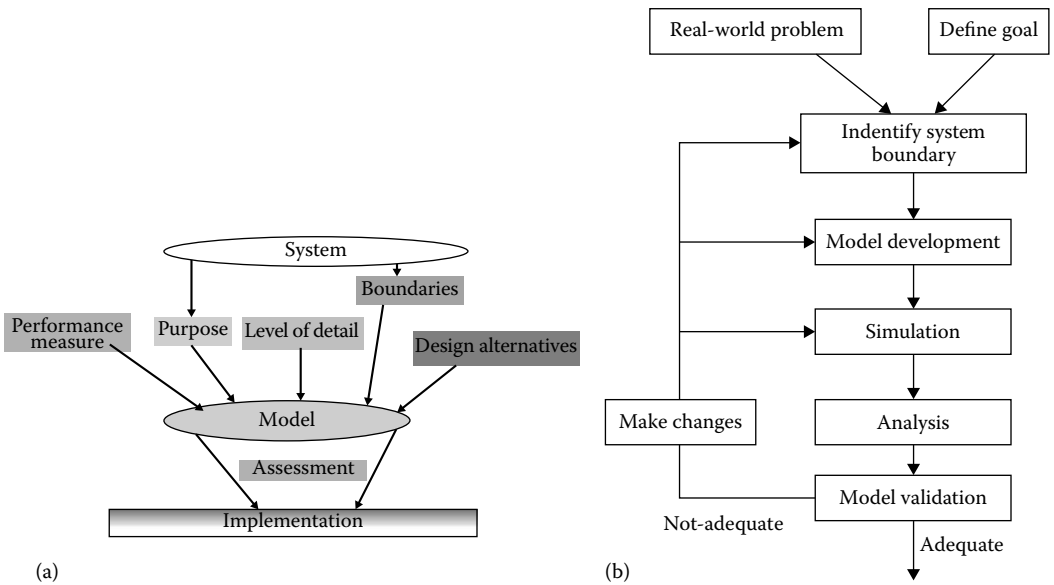 System
Boundaries
Performance
measure
Purpose
Level of detail
Design alternatives
Model
Assessment
Implementation
(a)
Real-world problem
Define goal
Indentify system
boundary
Model development
Simulation
Make changes
Analysis
Model validation
Not-adequate
Adequate
(b)